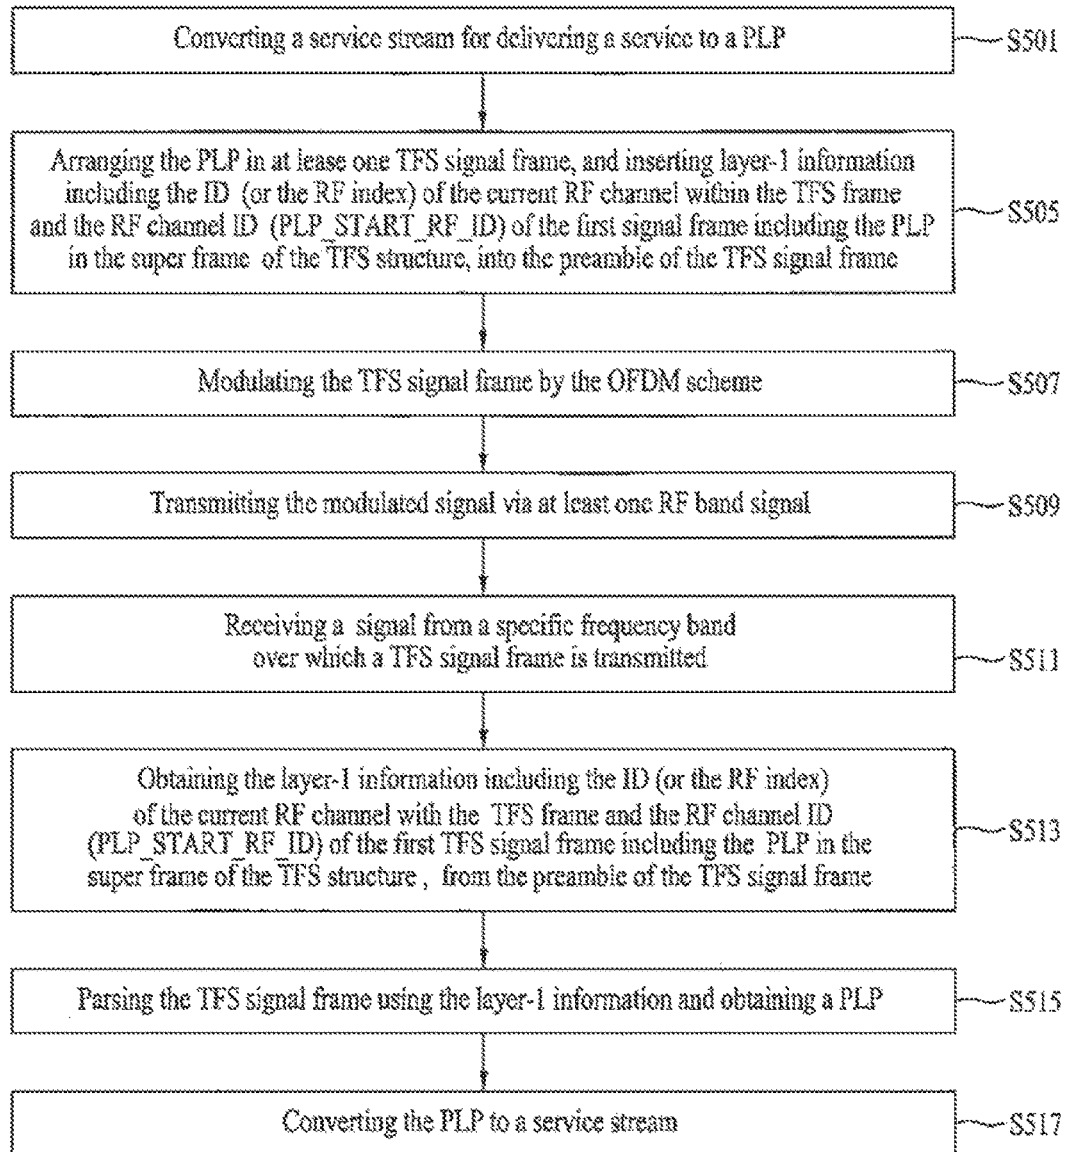 Converting a service stream for delivering a service to a PLP
S501
Arranging the PLP in at lease one TFS signal frame, and inserting layer-1 information
including the ID (or the RF index) of the current RF channel within the TFS frame
and the RF channel ID (PLP_START_RF_ID) of the first signal frame including the PLP
in the super frame of the TFS structure, into the preamble of the TFS signal frame
S505
Modulating the TFS signal frame by the OFDM scheme
S507
Transmitting the modulated signal via at least one RF band signal
S509
Receiving a signal from a specific frequency band
over which a TFS signal frame is transmitted
S511
Obtaining the layer-1 information including the ID (or the RF index)
of the current RF channel with the TFS frame and the RF channel ID
(PLP_START_RF_ID) of the first TFS signal frame including the PLP in the
super frame of the TFS structure, from the preamble of the TFS signal frame
S513
Parsing the TFS signal frame using the layer-1 information and obtaining a PLP
S515
Converting the PLP to a service stream
S517